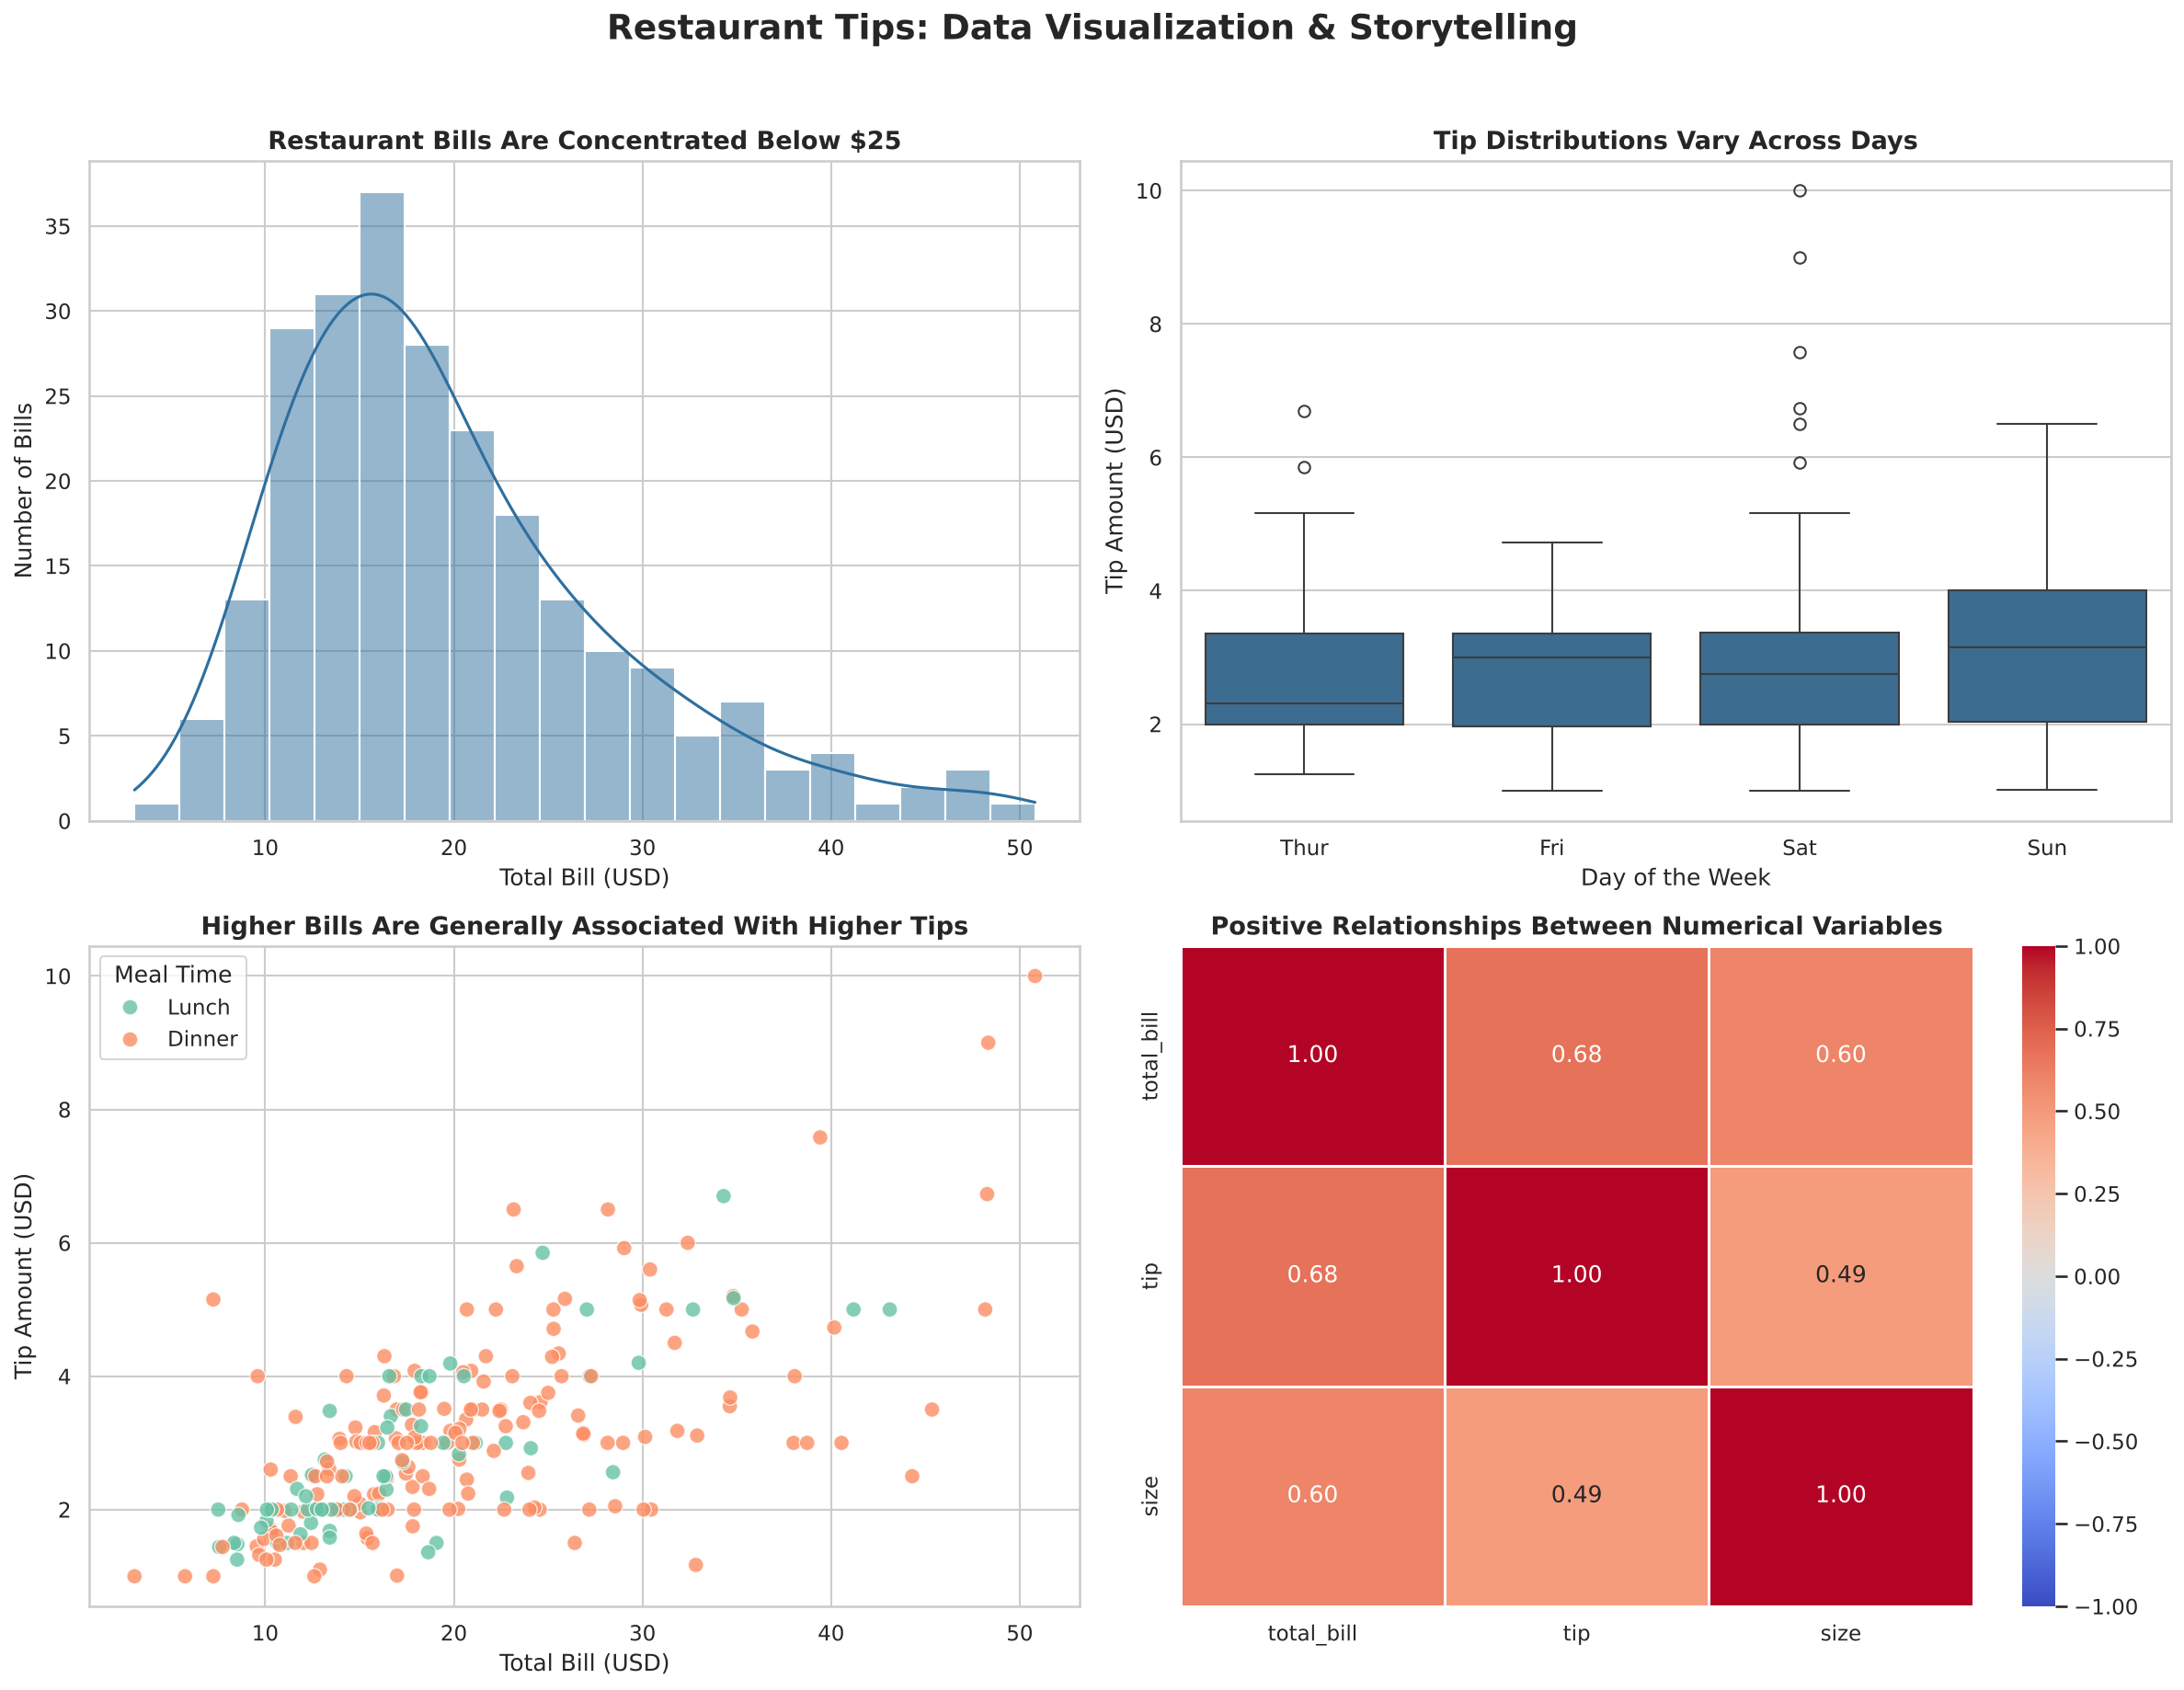 Restaurant Tips: Data Visualization & Storytelling
Restaurant Bills Are Concentrated Below $25
Number of Bills
35
30
25
20
15
10
5
0
10 20 30 40 50
Total Bill (USD)
Tip Distributions Vary Across Days
Tip Amount (USD)
10
8
6
4
2
Thur Fri Sat Sun
Day of the Week
Higher Bills Are Generally Associated With Higher Tips
Meal Time
Lunch
Dinner
Tip Amount (USD)
10
8
6
4
2
10 20 30 40 50
Total Bill (USD)
Positive Relationships Between Numerical Variables
total_bill
1.00 0.68 0.60
tip
0.68 1.00 0.49
size
0.60 0.49 1.00
total_bill tip size
1.00
0.75
0.50
0.25
0.00
−0.25
−0.50
−0.75
−1.00